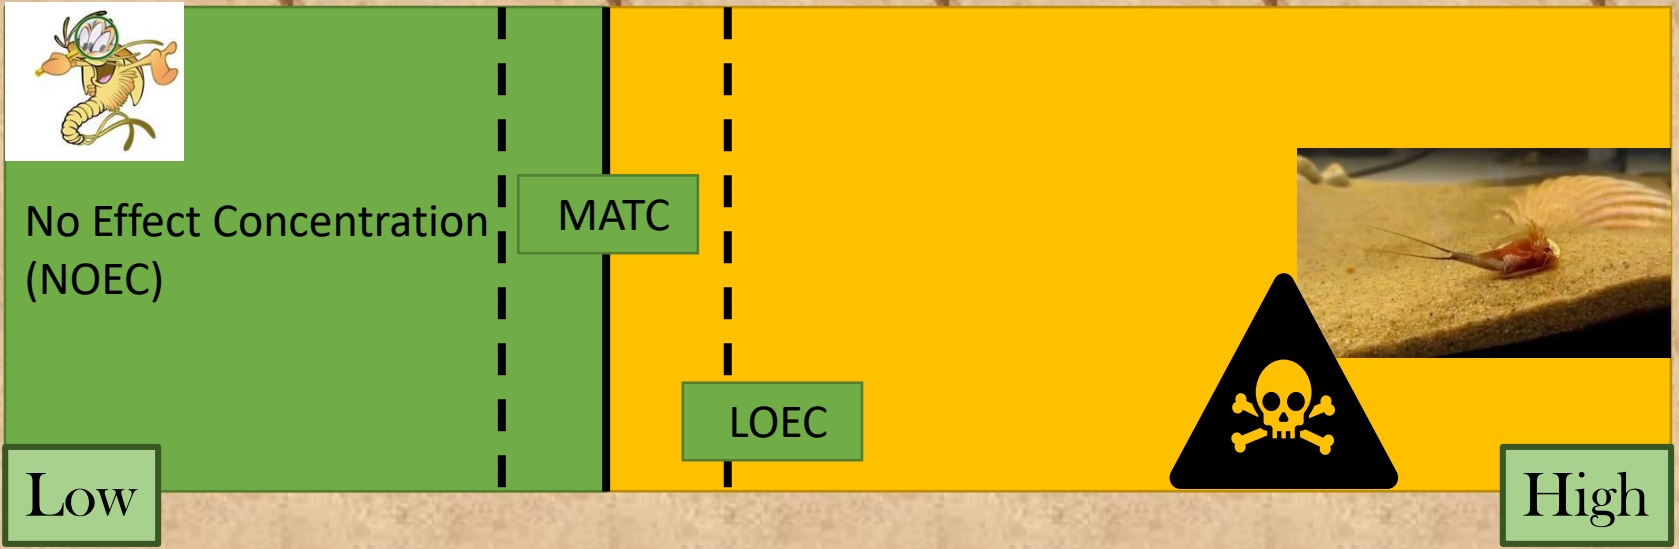 No Effect Concentration
(NOEC)
MATC
LOEC
Low
High